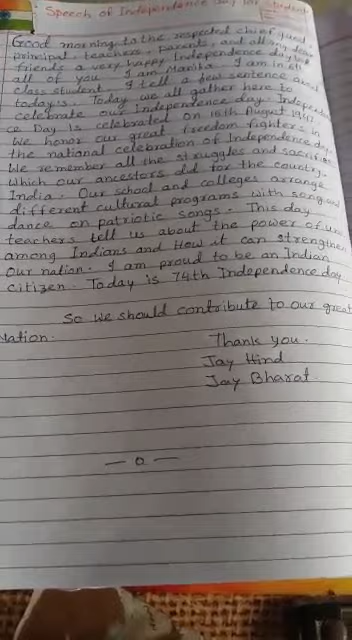 Speech of Independence day for student
Good morning to the respected chief guest,
principal, teachers, parents, and all my dear
friends a very happy Independence day to
all of you. I am Manika. I am in 6th
class student. I tell a few sentence about
today is. Today we all gather here to
celebrate our Independence day. Independen
ce Day is celebrated on 15th August 1947.
We honor our great freedom fighters in
the national celebration of Independence day.
We remember all the struggles and sacrifise
which our ancestors did for the country
India. Our school and colleges arrange
different cultural programs with song and
dance on patriotic songs. This day
teachers tell us about the power of unity
among Indians and How it can strengthen
Our nation. I am proud to be an Indian
citizen. Today is 74th Independence day
So we should contribute to our great
Nation.
Thank you.
Jay Hind
Jay Bharat.
— 0 —